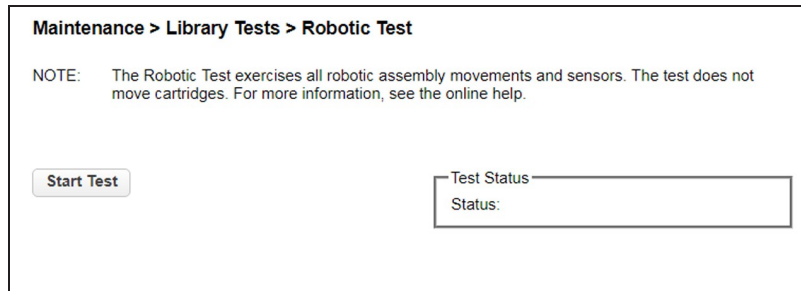 Maintenance > Library Tests > Robotic Test
NOTE: The Robotic Test exercises all robotic assembly movements and sensors. The test does not
move cartridges. For more information, see the online help.
Start Test
Test Status
Status: